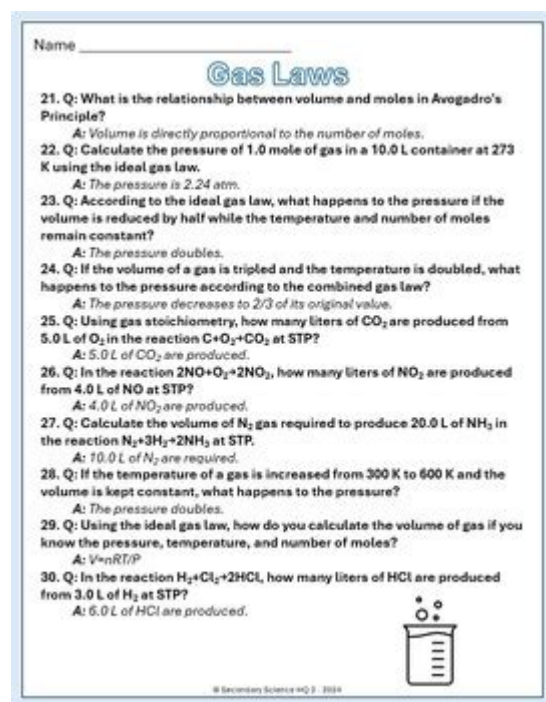 Name
Gas Laws
21. Q: What is the relationship between volume and moles in Avogadro's
Principle?
A: Volume is directly proportional to the number of moles.
22. Q: Calculate the pressure of 1.0 mole of gas in a 10.0 L container at 273
K using the ideal gas law.
A: The pressure is 2.24 atm.
23. Q: According to the ideal gas law, what happens to the pressure if the
volume is reduced by half while the temperature and number of moles
remain constant?
A: The pressure doubles.
24. Q: If the volume of a gas is tripled and the temperature is doubled, what
happens to the pressure according to the combined gas law?
A: The pressure decreases to 2/3 of its original value.
25. Q: Using gas stoichiometry, how many liters of CO₂ are produced from
5.0 L of O₂ in the reaction C+O₂→CO₂ at STP?
A: 5.0 L of CO₂ are produced.
26. Q: In the reaction 2NO+O₂→2NO₂, how many liters of NO₂ are produced
from 4.0 L of NO at STP?
A: 4.0 L of NO₂ are produced.
27. Q: Calculate the volume of N₂ gas required to produce 20.0 L of NH₃ in
the reaction N₂+3H₂→2NH₃ at STP.
A: 10.0 L of N₂ are required.
28. Q: If the temperature of a gas is increased from 300 K to 600 K and the
volume is kept constant, what happens to the pressure?
A: The pressure doubles.
29. Q: Using the ideal gas law, how do you calculate the volume of gas if you
know the pressure, temperature, and number of moles?
A: V=nRT/P
30. Q: In the reaction H₂+Cl₂→2HCl, how many liters of HCl are produced
from 3.0 L of H₂ at STP?
A: 6.0 L of HCl are produced.
© Secondary Science HQ 2 - 2024